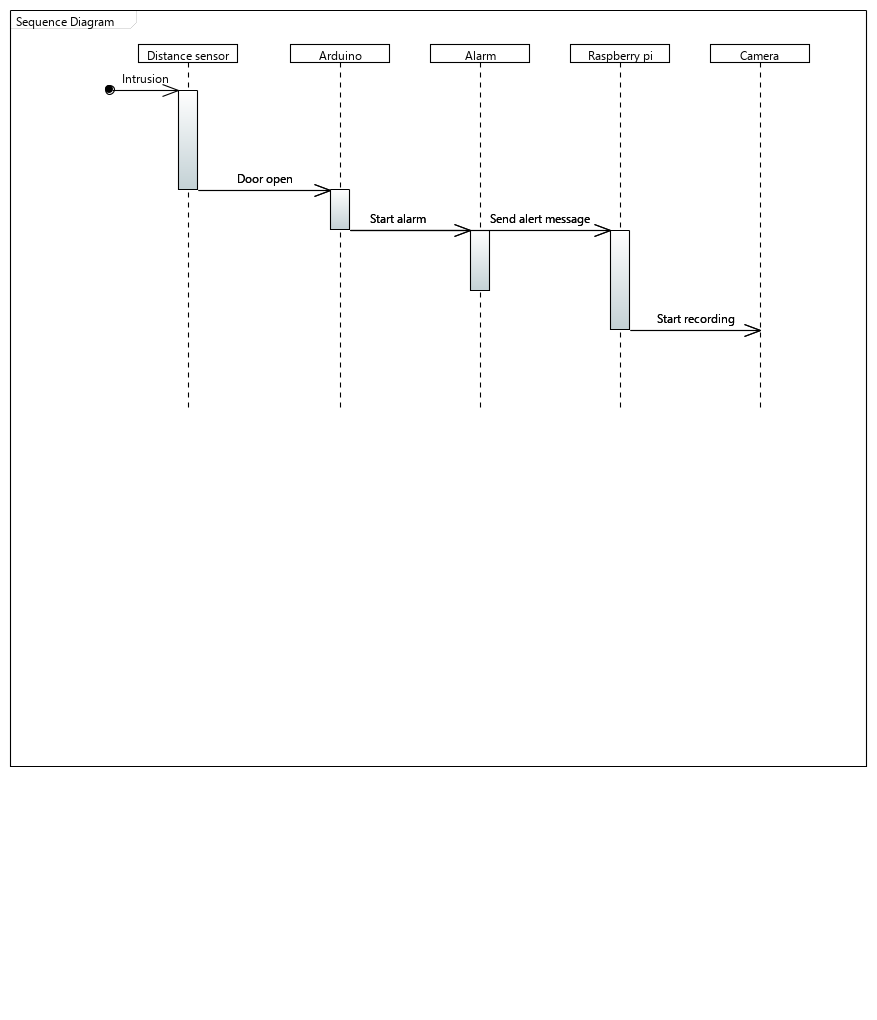 Sequence Diagram
Distance sensor
Arduino
Alarm
Raspberry pi
Camera
Intrusion
Door open
Start alarm
Send alert message
Start recording